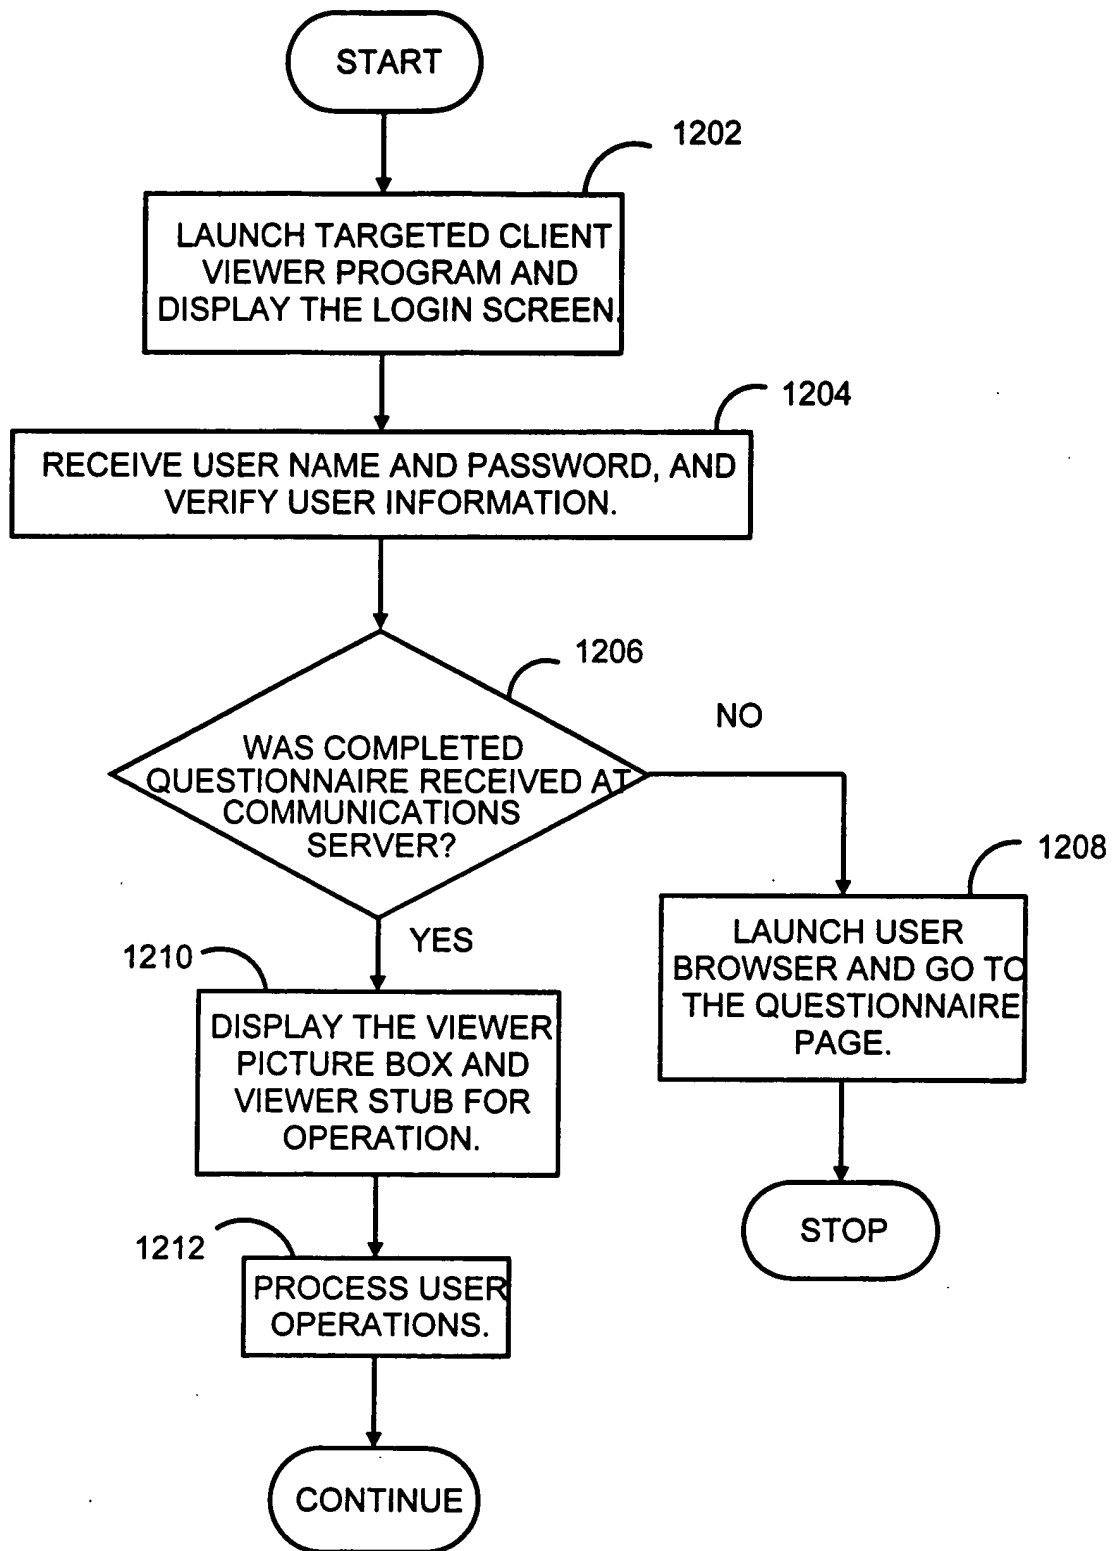 START
1202
LAUNCH TARGETED CLIENT
VIEWER PROGRAM AND
DISPLAY THE LOGIN SCREEN.
1204
RECEIVE USER NAME AND PASSWORD, AND
VERIFY USER INFORMATION.
1206
WAS COMPLETED
QUESTIONNAIRE RECEIVED AT
COMMUNICATIONS
SERVER?
NO
1208
LAUNCH USER
BROWSER AND GO TO
THE QUESTIONNAIRE
PAGE.
STOP
YES
1210
DISPLAY THE VIEWER
PICTURE BOX AND
VIEWER STUB FOR
OPERATION.
1212
PROCESS USER
OPERATIONS.
CONTINUE